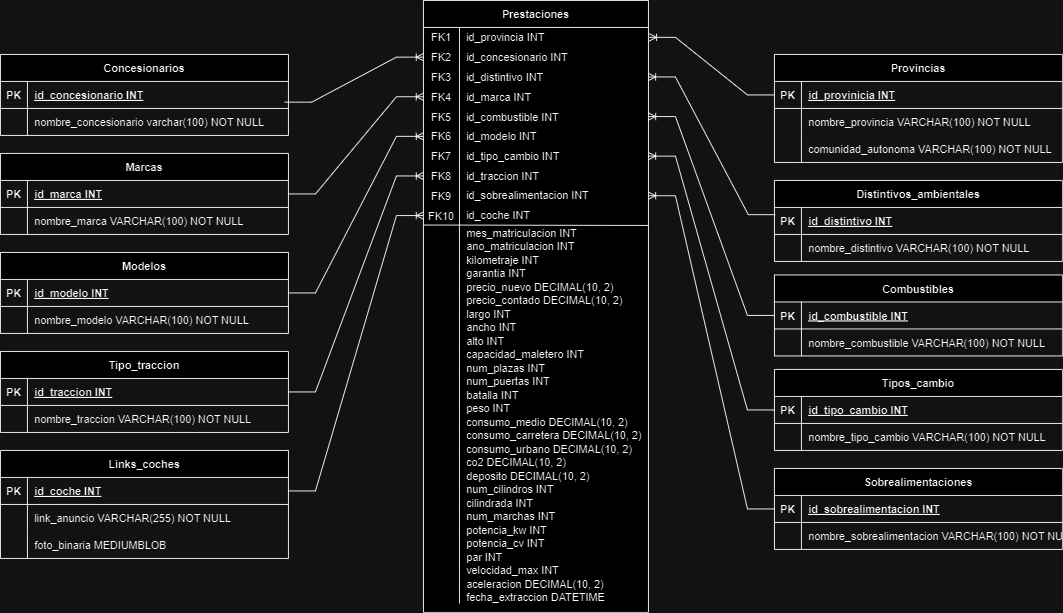 Prestaciones
FK1 id_provincia INT
FK2 id_concesionario INT
FK3 id_distintivo INT
FK4 id_marca INT
FK5 id_combustible INT
FK6 id_modelo INT
FK7 id_tipo_cambio INT
FK8 id_traccion INT
FK9 id_sobrealimentacion INT
FK10 id_coche INT
mes_matriculacion INT
ano_matriculacion INT
kilometraje INT
garantia INT
precio_nuevo DECIMAL(10, 2)
precio_contado DECIMAL(10, 2)
largo INT
ancho INT
alto INT
capacidad_maletero INT
num_plazas INT
num_puertas INT
batalla INT
peso INT
consumo_medio DECIMAL(10, 2)
consumo_carretera DECIMAL(10, 2)
consumo_urbano DECIMAL(10, 2)
co2 DECIMAL(10, 2)
deposito DECIMAL(10, 2)
num_cilindros INT
cilindrada INT
num_marchas INT
potencia_kw INT
potencia_cv INT
par INT
velocidad_max INT
aceleracion DECIMAL(10, 2)
fecha_extraccion DATETIME
Concesionarios
PK id_concesionario INT
nombre_concesionario varchar(100) NOT NULL
Marcas
PK id_marca INT
nombre_marca VARCHAR(100) NOT NULL
Modelos
PK id_modelo INT
nombre_modelo VARCHAR(100) NOT NULL
Tipo_traccion
PK id_traccion INT
nombre_traccion VARCHAR(100) NOT NULL
Links_coches
PK id_coche INT
link_anuncio VARCHAR(255) NOT NULL
foto_binaria MEDIUMBLOB
Provincias
PK id_provinicia INT
nombre_provincia VARCHAR(100) NOT NULL
comunidad_autonoma VARCHAR(100) NOT NULL
Distintivos_ambientales
PK id_distintivo INT
nombre_distintivo VARCHAR(100) NOT NULL
Combustibles
PK id_combustible INT
nombre_combustible VARCHAR(100) NOT NULL
Tipos_cambio
PK id_tipo_cambio INT
nombre_tipo_cambio VARCHAR(100) NOT NULL
Sobrealimentaciones
PK id_sobrealimentacion INT
nombre_sobrealimentacion VARCHAR(100) NOT NU